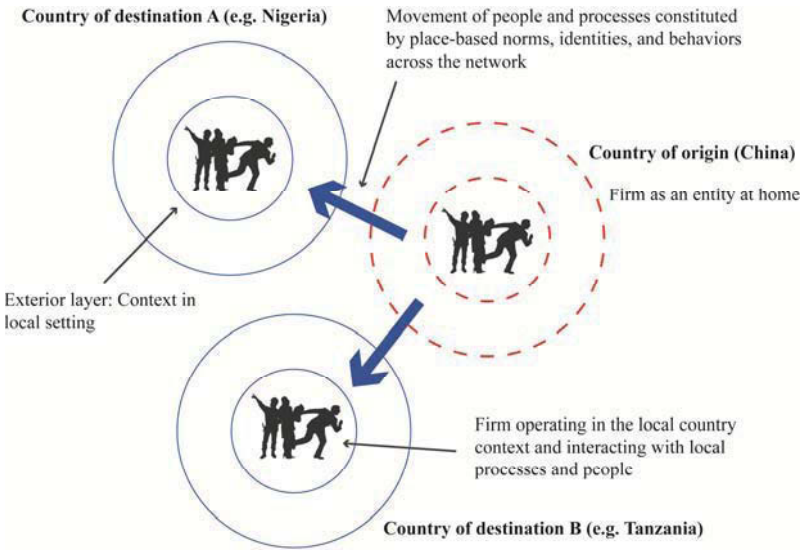 Country of destination A (e.g. Nigeria)
Movement of people and processes constituted
by place-based norms, identities, and behaviors
across the network
Country of origin (China)
Firm as an entity at home
Exterior layer: Context in
local setting
Firm operating in the local country
context and interacting with local
processes and people
Country of destination B (e.g. Tanzania)